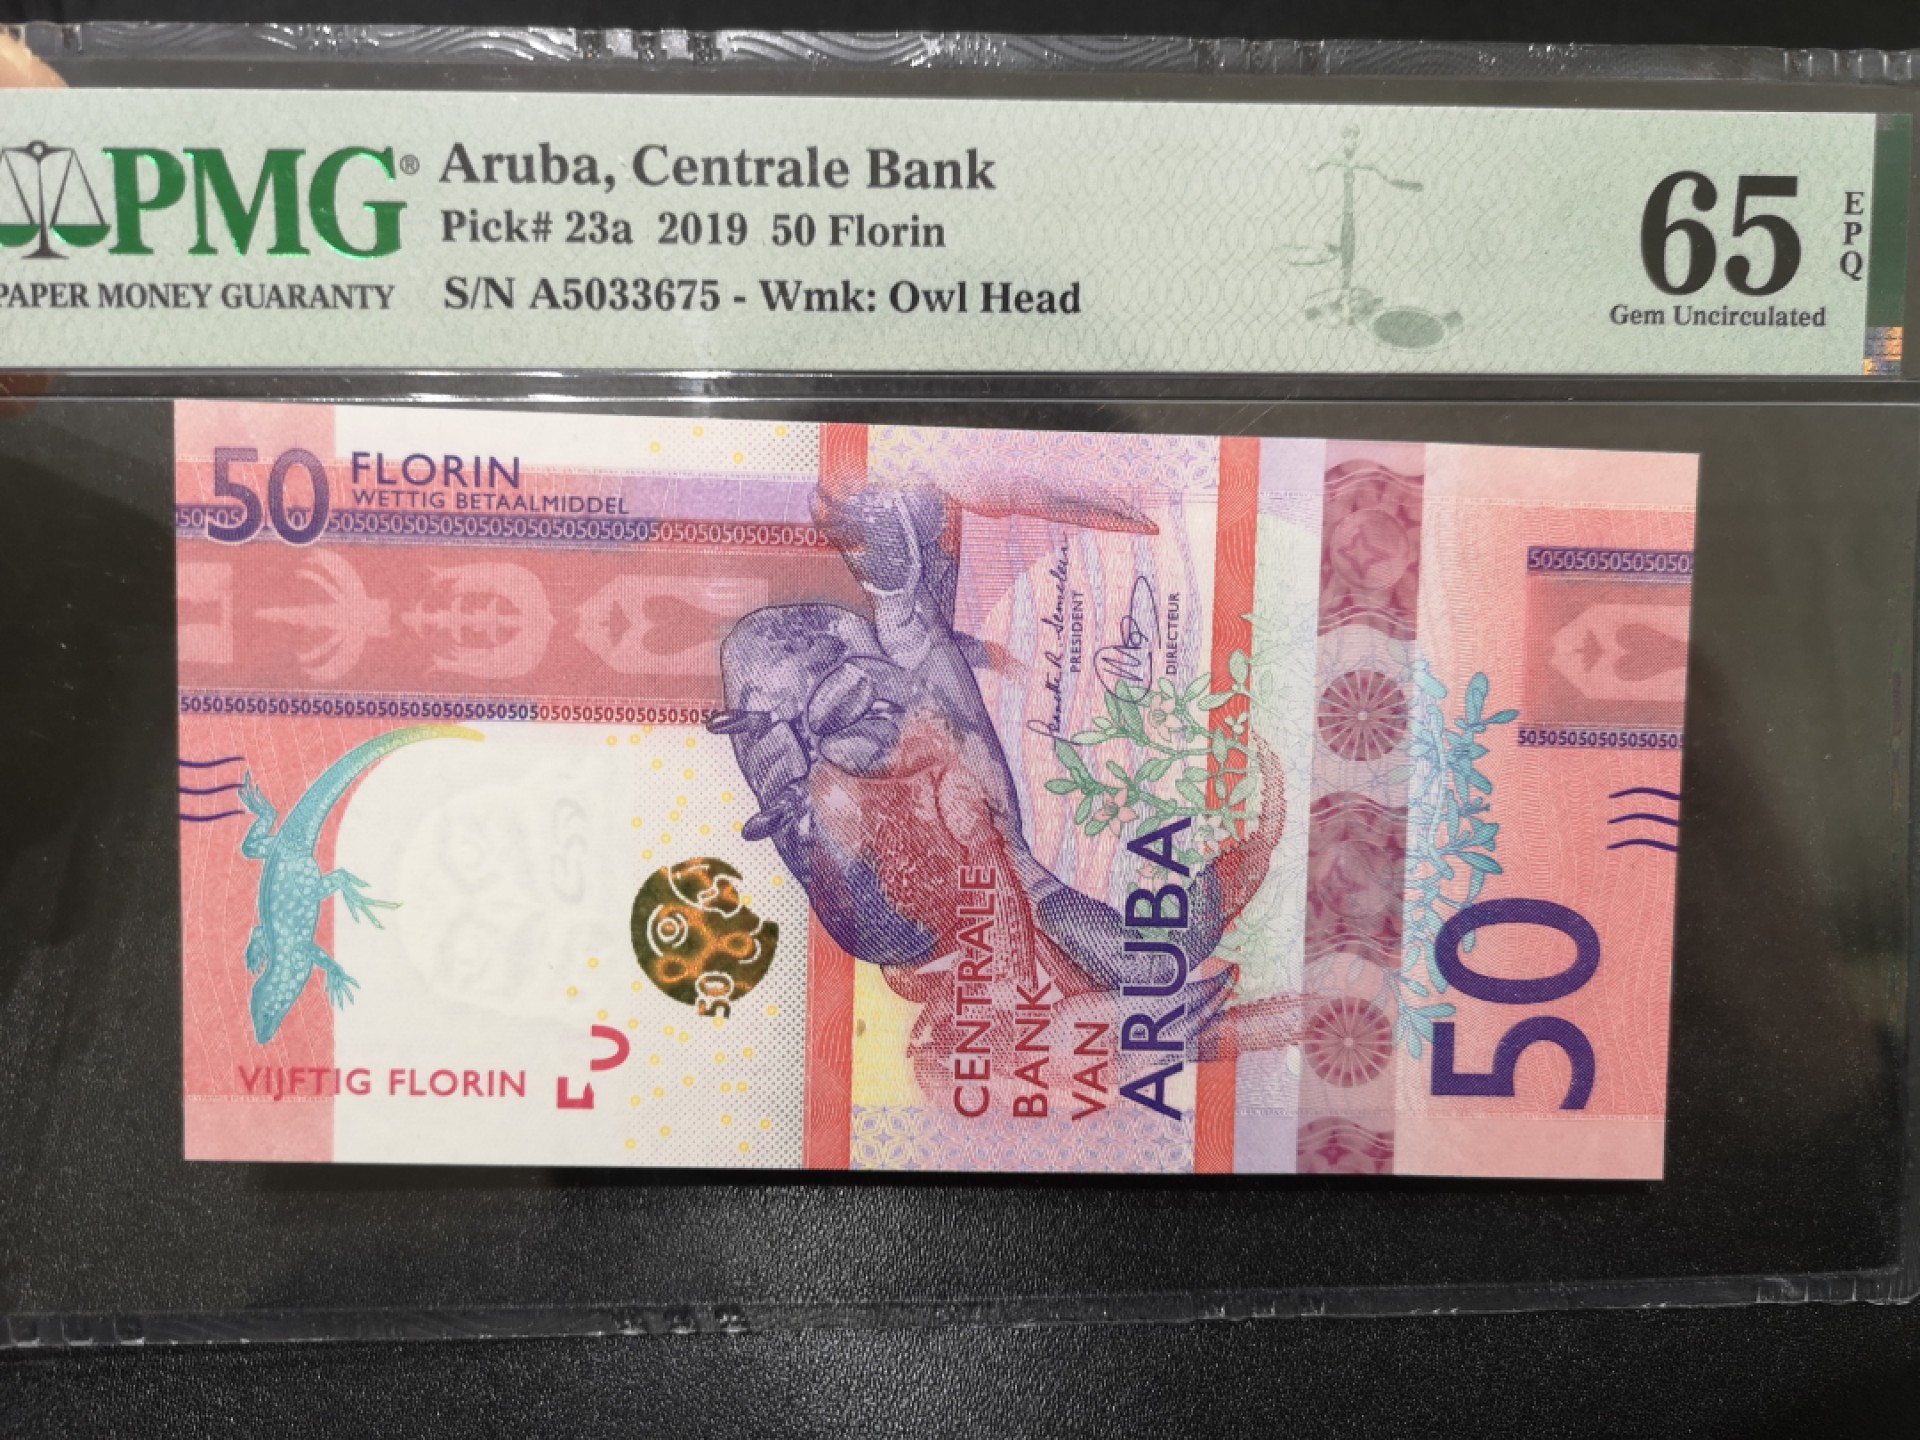 PMG®
PAPER MONEY GUARANTY
Aruba, Centrale Bank
Pick# 23a 2019 50 Florin
S/N A5033675 - Wmk: Owl Head
65
EPQ
Gem Uncirculated
50 FLORIN
WETTIG BETAALMIDDEL
VIJFTIG FLORIN
50
PRESIDENT
DIRECTEUR
CENTRALE
BANK
VAN
ARUBA
50